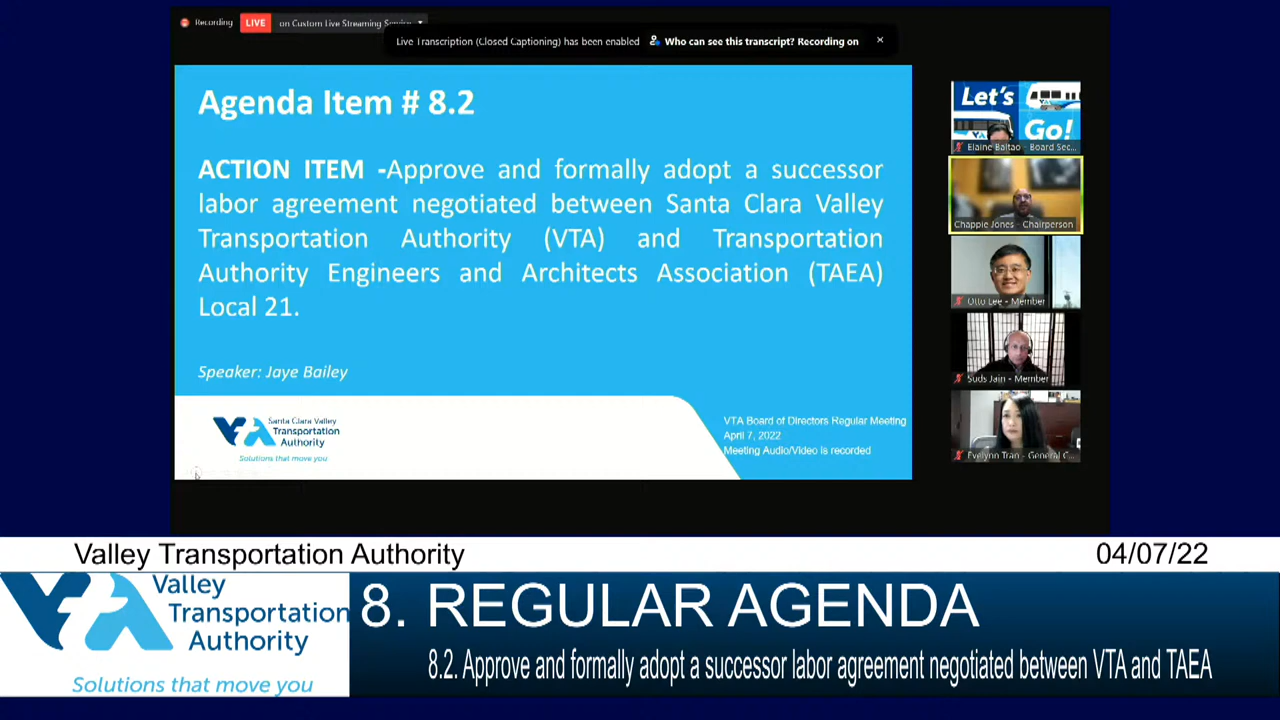 Recording
LIVE
on Custom Live Streaming Service
Live Transcription (Closed Captioning) has been enabled
Who can see this transcript? Recording on
Agenda Item # 8.2
ACTION ITEM -Approve and formally adopt a successor
labor agreement negotiated between Santa Clara Valley
Transportation Authority (VTA) and Transportation
Authority Engineers and Architects Association (TAEA)
Local 21.
Speaker: Jaye Bailey
Santa Clara Valley
Transportation
Authority
Solutions that move you
VTA Board of Directors Regular Meeting
April 7, 2022
Meeting Audio/Video is recorded
Let's
Go!
Elaine Baltao - Board Sec...
Chappie Jones - Chairperson
Otto Lee - Member
Suds Jain - Member
Evelynn Tran - General C...
Valley Transportation Authority
04/07/22
Valley
Transportation
Authority
Solutions that move you
8. REGULAR AGENDA
8.2. Approve and formally adopt a successor labor agreement negotiated between VTA and TAEA